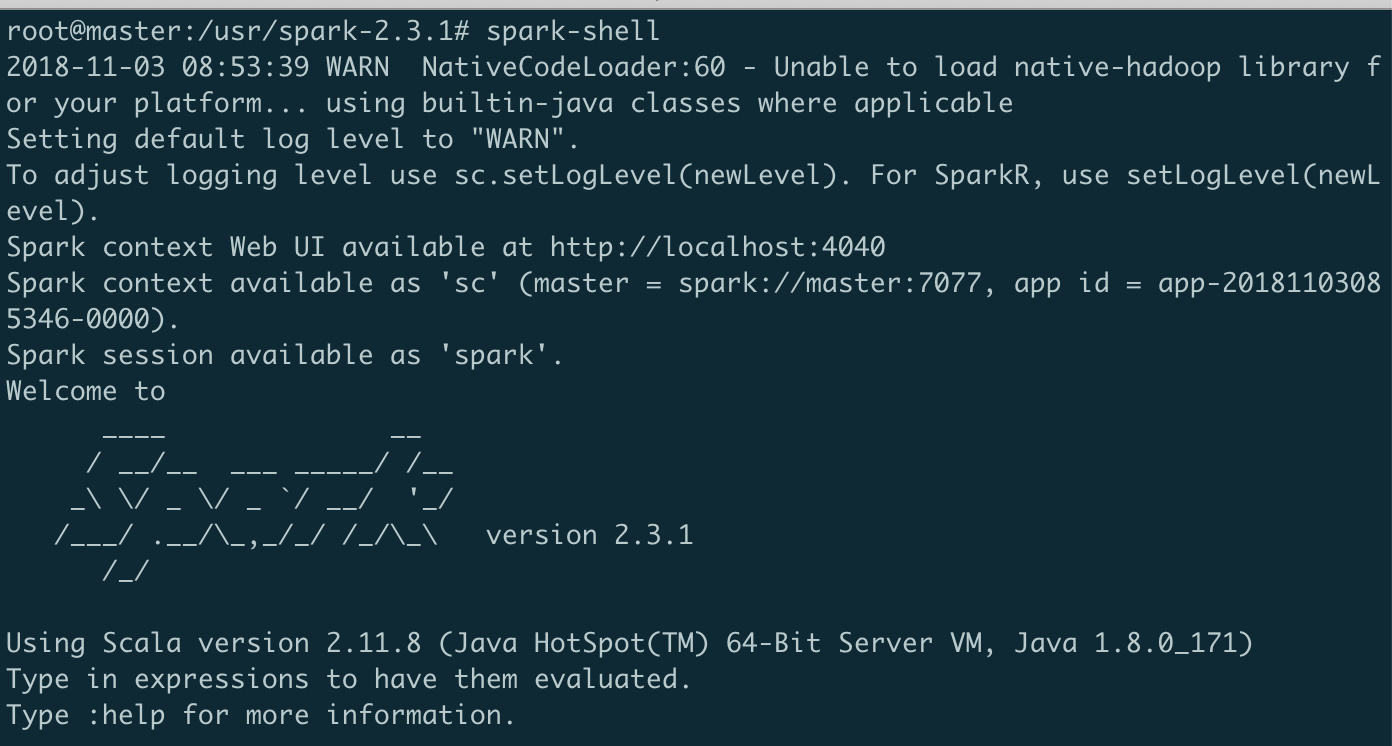 root@master:/usr/spark-2.3.1# spark-shell
2018-11-03 08:53:39 WARN  NativeCodeLoader:60 - Unable to load native-hadoop library f
or your platform... using builtin-java classes where applicable
Setting default log level to "WARN".
To adjust logging level use sc.setLogLevel(newLevel). For SparkR, use setLogLevel(newL
evel).
Spark context Web UI available at http://localhost:4040
Spark context available as 'sc' (master = spark://master:7077, app id = app-2018110308
5346-0000).
Spark session available as 'spark'.
Welcome to
      ____              __
     / __/__  ___ _____/ /__
    _\ \/ _ \/ _ `/ __/  '_/
   /___/ .__/\_,_/_/ /_/\_\   version 2.3.1
      /_/
Using Scala version 2.11.8 (Java HotSpot(TM) 64-Bit Server VM, Java 1.8.0_171)
Type in expressions to have them evaluated.
Type :help for more information.